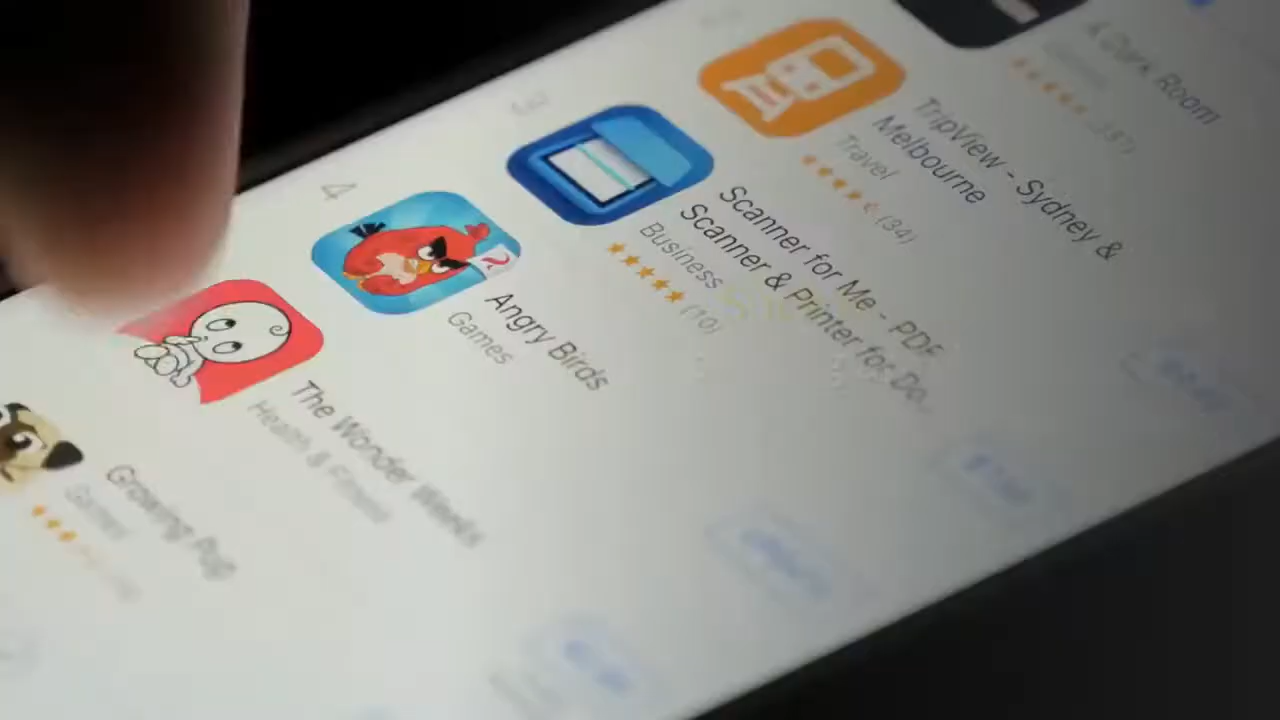 A Dark Room
TripView - Sydney &
Melbourne
Travel
(34)
3
Scanner for Me - PDF
Scanner & Printer for Do...
Business
(10)
4
Angry Birds
Games
The Wonder Weeks
Health & Fitness
Growing Pug
Games